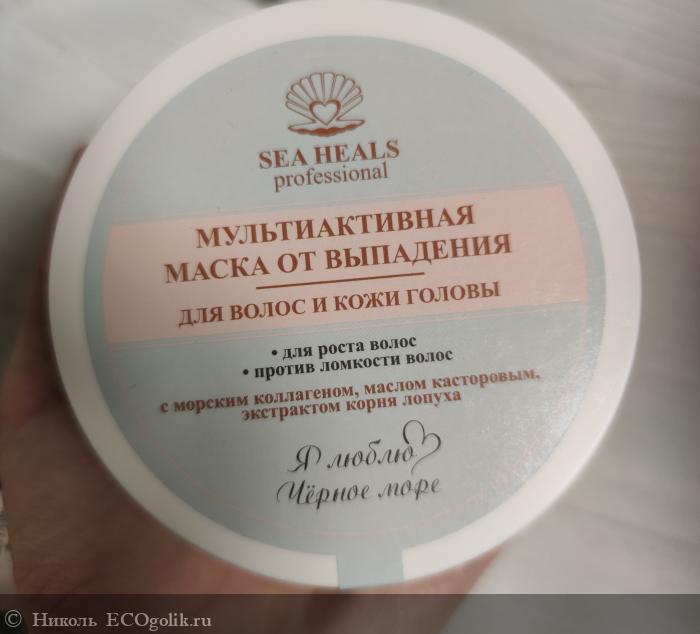 SEA HEALS
professional
МУЛЬТИАКТИВНАЯ
МАСКА ОТ ВЫПАДЕНИЯ
ДЛЯ ВОЛОС И КОЖИ ГОЛОВЫ
• для роста волос
• против ломкости волос
с морским коллагеном, маслом касторовым,
экстрактом корня лопуха
Я люблю
Чёрное море
© Николь ECOgolik.ru